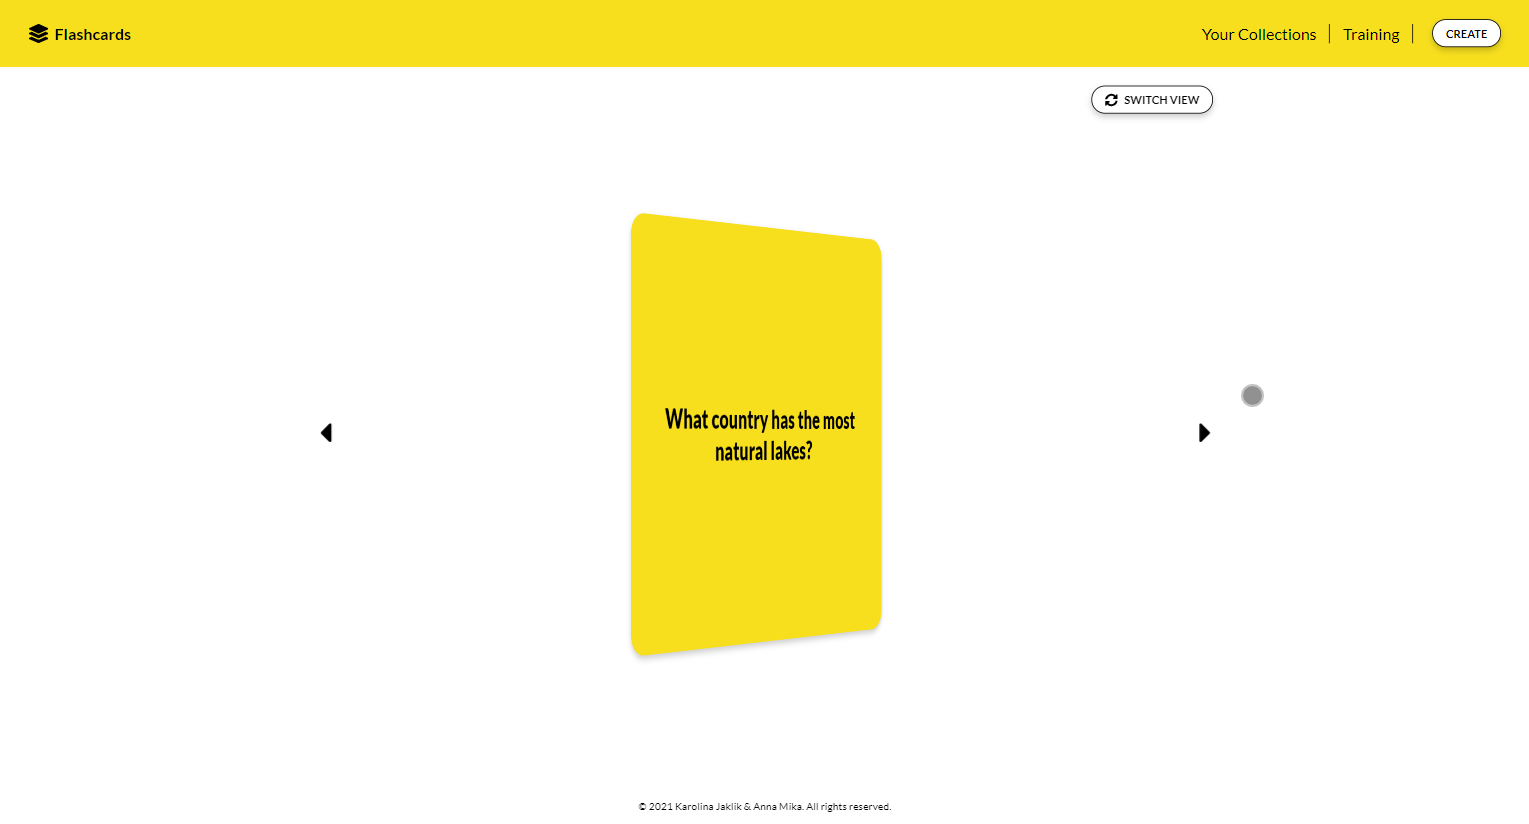 Flashcards
Your Collections
Training
CREATE
SWITCH VIEW
What country has the most
natural lakes?
© 2021 Karolina Jaklik & Anna Mika. All rights reserved.